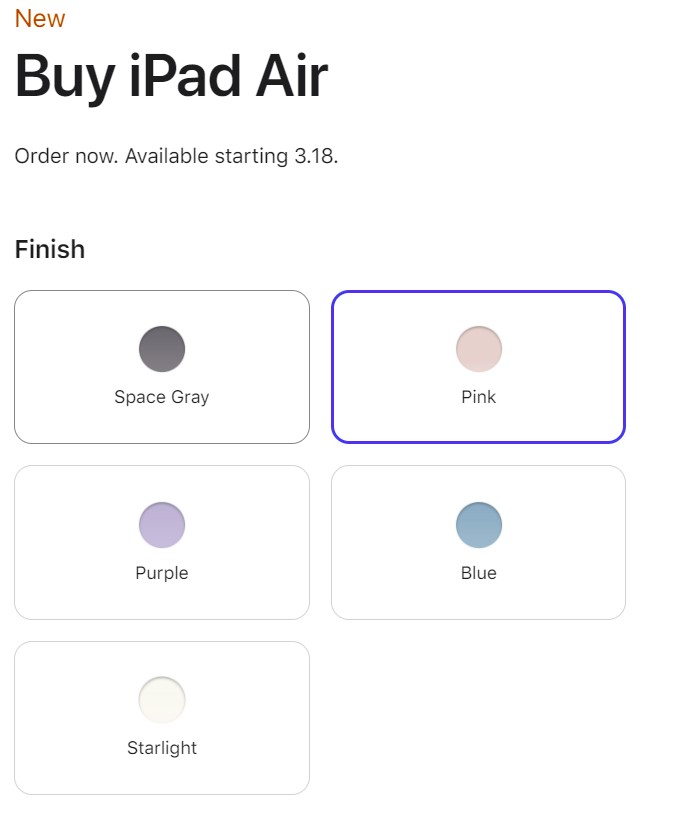 New
Buy iPad Air
Order now. Available starting 3.18.
Finish
Space Gray
Pink
Purple
Blue
Starlight